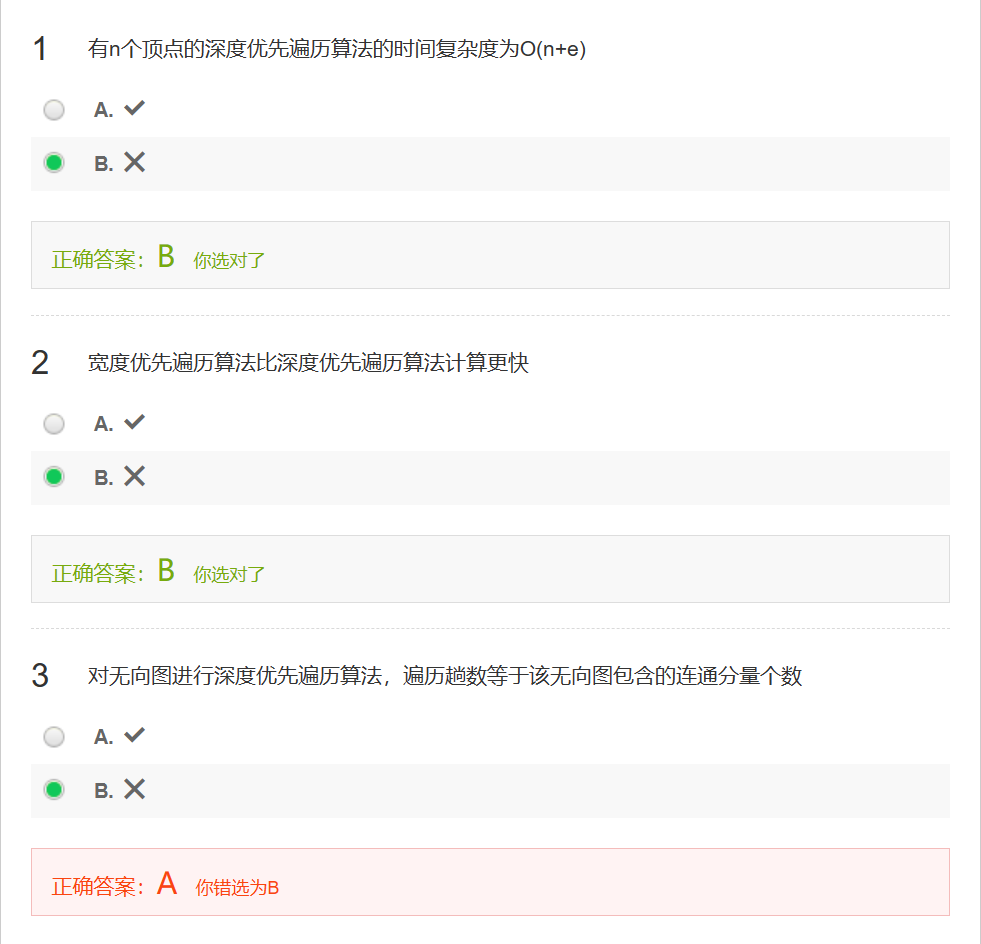 1 有n个顶点的深度优先遍历算法的时间复杂度为O(n+e)
A. ✔
B. ✕
正确答案：B 你选对了
2 宽度优先遍历算法比深度优先遍历算法计算更快
A. ✔
B. ✕
正确答案：B 你选对了
3 对无向图进行深度优先遍历算法，遍历趟数等于该无向图包含的连通分量个数
A. ✔
B. ✕
正确答案：A 你错选为B